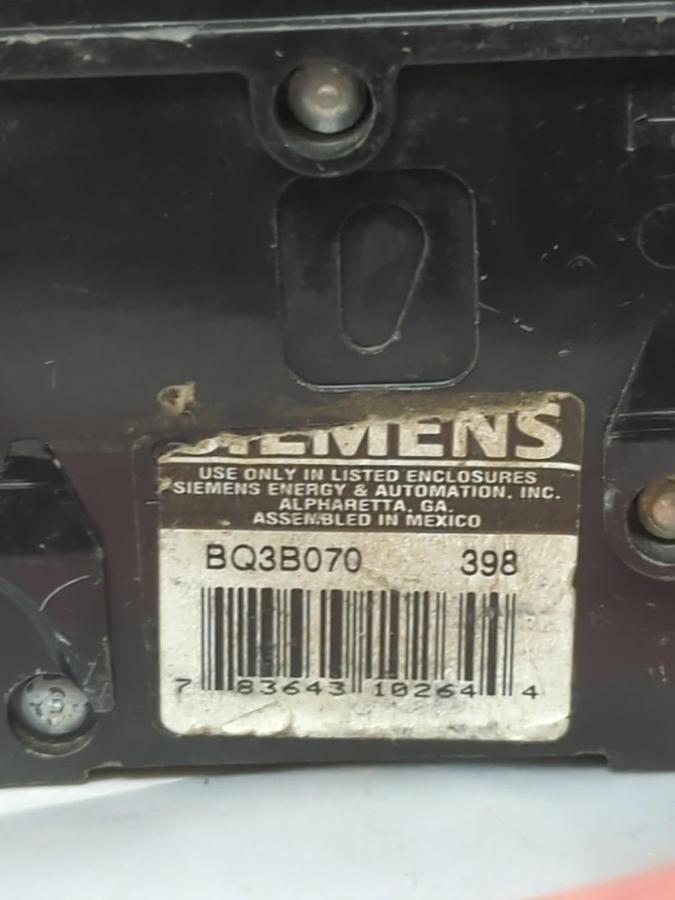 SIEMENS
USE ONLY IN LISTED ENCLOSURES
SIEMENS ENERGY & AUTOMATION, INC.
ALPHARETTA, GA.
ASSEMBLED IN MEXICO
BQ3B070 398
7 83643 10264 4